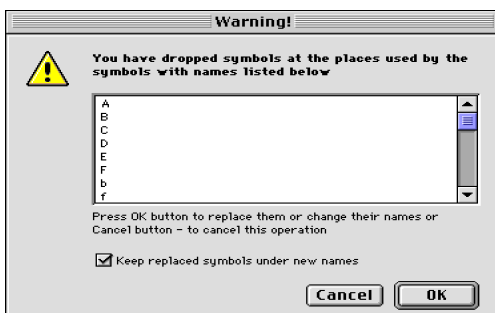 Warning!
You have dropped symbols at the places used by the
symbols with names listed below
A
B
C
D
E
F
b
f
Press OK button to replace them or change their names or
Cancel button - to cancel this operation
Keep replaced symbols under new names
Cancel OK